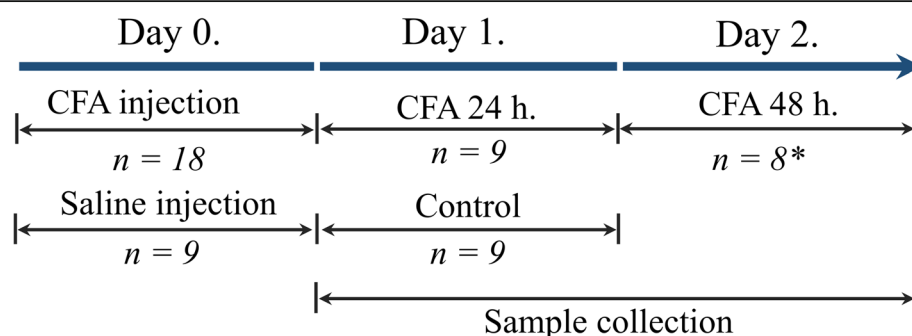 Day 0. Day 1. Day 2.
CFA injection CFA 24 h. CFA 48 h.
n = 18 n = 9 n = 8*
Saline injection Control
n = 9 n = 9
Sample collection